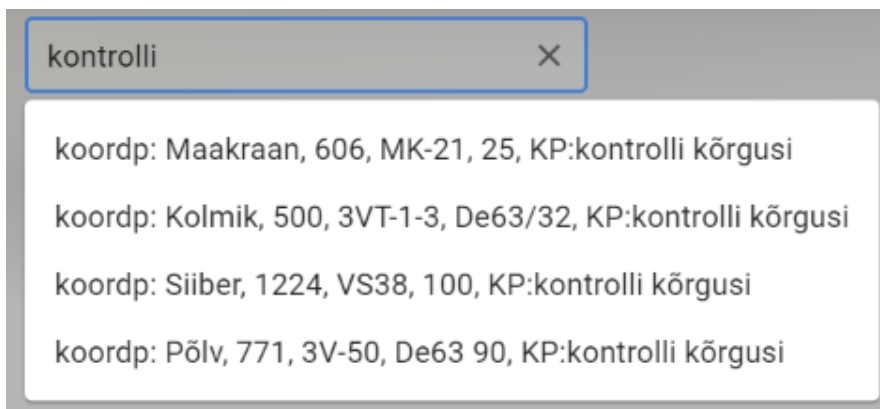 kontrolli
koordp: Maakraan, 606, MK-21, 25, KP:kontrolli kõrgusi
koordp: Kolmik, 500, 3VT-1-3, De63/32, KP:kontrolli kõrgusi
koordp: Siiber, 1224, VS38, 100, KP:kontrolli kõrgusi
koordp: Põlv, 771, 3V-50, De63 90, KP:kontrolli kõrgusi